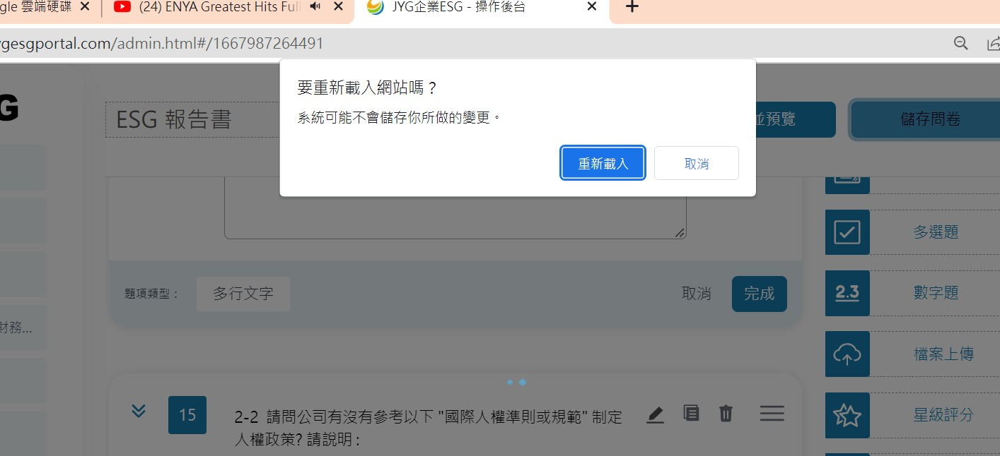 gle 雲端硬碟
(24) ENYA Greatest Hits Ful
JYG企業ESG - 操作後台
gesgportal.com/admin.html#/1667987264491
要重新載入網站嗎？
系統可能不會儲存你所做的變更。
重新載入
取消
G
ESG 報告書
並預覽
儲存問卷
多選題
題項類型：
多行文字
取消
完成
2.3
數字題
財務...
檔案上傳
15
2-2 請問公司有沒有參考以下 "國際人權準則或規範" 制定
人權政策? 請說明 :
星級評分